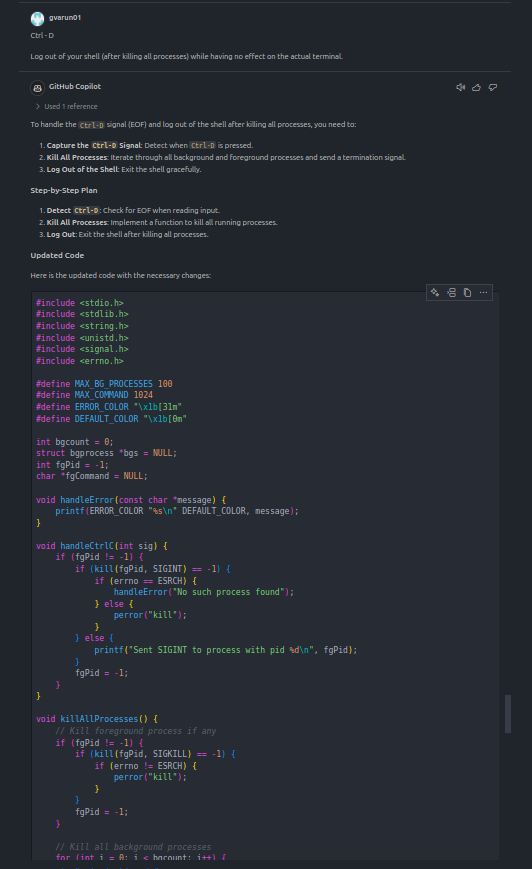 gvarun01
Ctrl - D
Log out of your shell (after killing all processes) while having no effect on the actual terminal.
GitHub Copilot
Used 1 reference
To handle the Ctrl-D signal (EOF) and log out of the shell after killing all processes, you need to:
1. Capture the Ctrl-D Signal: Detect when Ctrl-D is pressed.
2. Kill All Processes: Iterate through all background and foreground processes and send a termination signal.
3. Log Out of the Shell: Exit the shell gracefully.
Step-by-Step Plan
1. Detect Ctrl-D: Check for EOF when reading input.
2. Kill All Processes: Implement a function to kill all running processes.
3. Log Out: Exit the shell after killing all processes.
Updated Code
Here is the updated code with the necessary changes:
#include <stdio.h>
#include <stdlib.h>
#include <string.h>
#include <unistd.h>
#include <signal.h>
#include <errno.h>
#define MAX_BG_PROCESSES 100
#define MAX_COMMAND 1024
#define ERROR_COLOR "\x1b[31m"
#define DEFAULT_COLOR "\x1b[0m"
int bgcount = 0;
struct bgprocess *bgs = NULL;
int fgPid = -1;
char *fgCommand = NULL;
void handleError(const char *message) {
    printf(ERROR_COLOR "%s\n" DEFAULT_COLOR, message);
}
void handleCtrlC(int sig) {
    if (fgPid != -1) {
        if (kill(fgPid, SIGINT) == -1) {
            if (errno == ESRCH) {
                handleError("No such process found");
            } else {
                perror("kill");
            }
        } else {
            printf("Sent SIGINT to process with pid %d\n", fgPid);
        }
        fgPid = -1;
    }
}
void killAllProcesses() {
    // Kill foreground process if any
    if (fgPid != -1) {
        if (kill(fgPid, SIGKILL) == -1) {
            if (errno != ESRCH) {
                perror("kill");
            }
        }
        fgPid = -1;
    }
    // Kill all background processes
    for (int i = 0; i < bgcount; i++) {